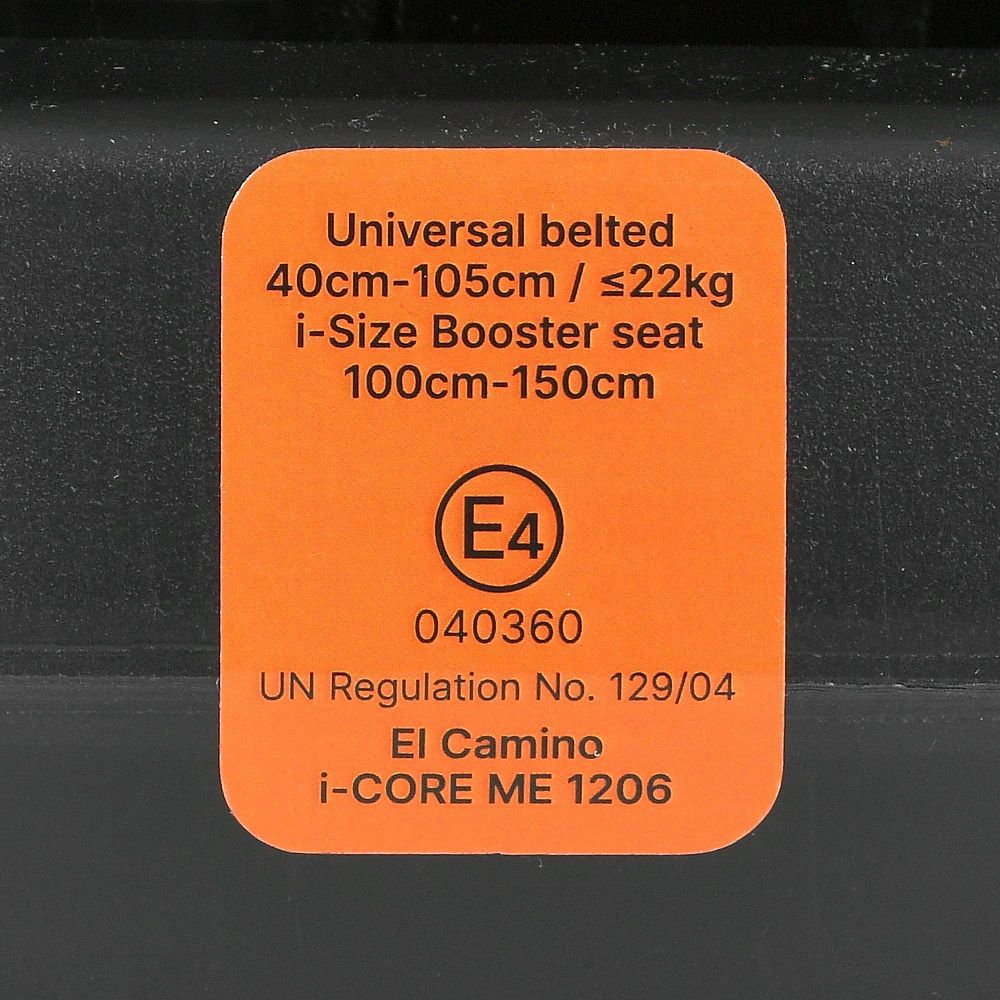 Universal belted
40cm-105cm / ≤22kg
i-Size Booster seat
100cm-150cm
E4
040360
UN Regulation No. 129/04
El Camino
i-CORE ME 1206